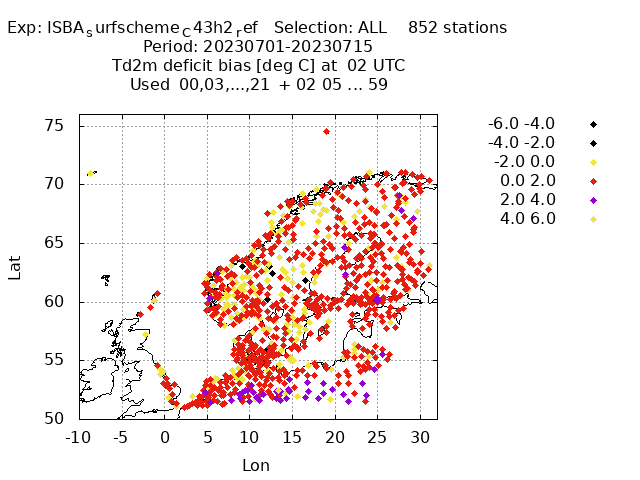 Exp: ISBAsurfschemeC43h2ref Selection: ALL 852 stations
Period: 20230701-20230715
Td2m deficit bias [deg C] at 02 UTC
Used 00,03,...,21 + 02 05 ... 59
75
70
65
60
55
50
Lat
-10 -5 0 5 10 15 20 25 30
Lon
-6.0 -4.0
-4.0 -2.0
-2.0 0.0
0.0 2.0
2.0 4.0
4.0 6.0